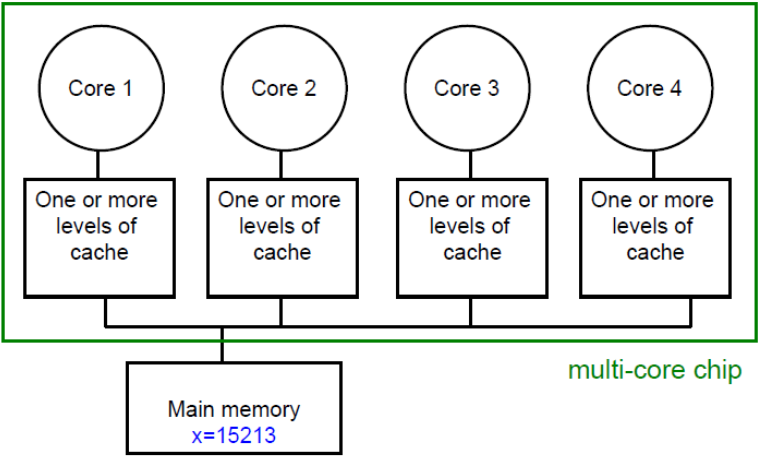 Core 1
Core 2
Core 3
Core 4
One or more
levels of
cache
One or more
levels of
cache
One or more
levels of
cache
One or more
levels of
cache
multi-core chip
Main memory
x=15213